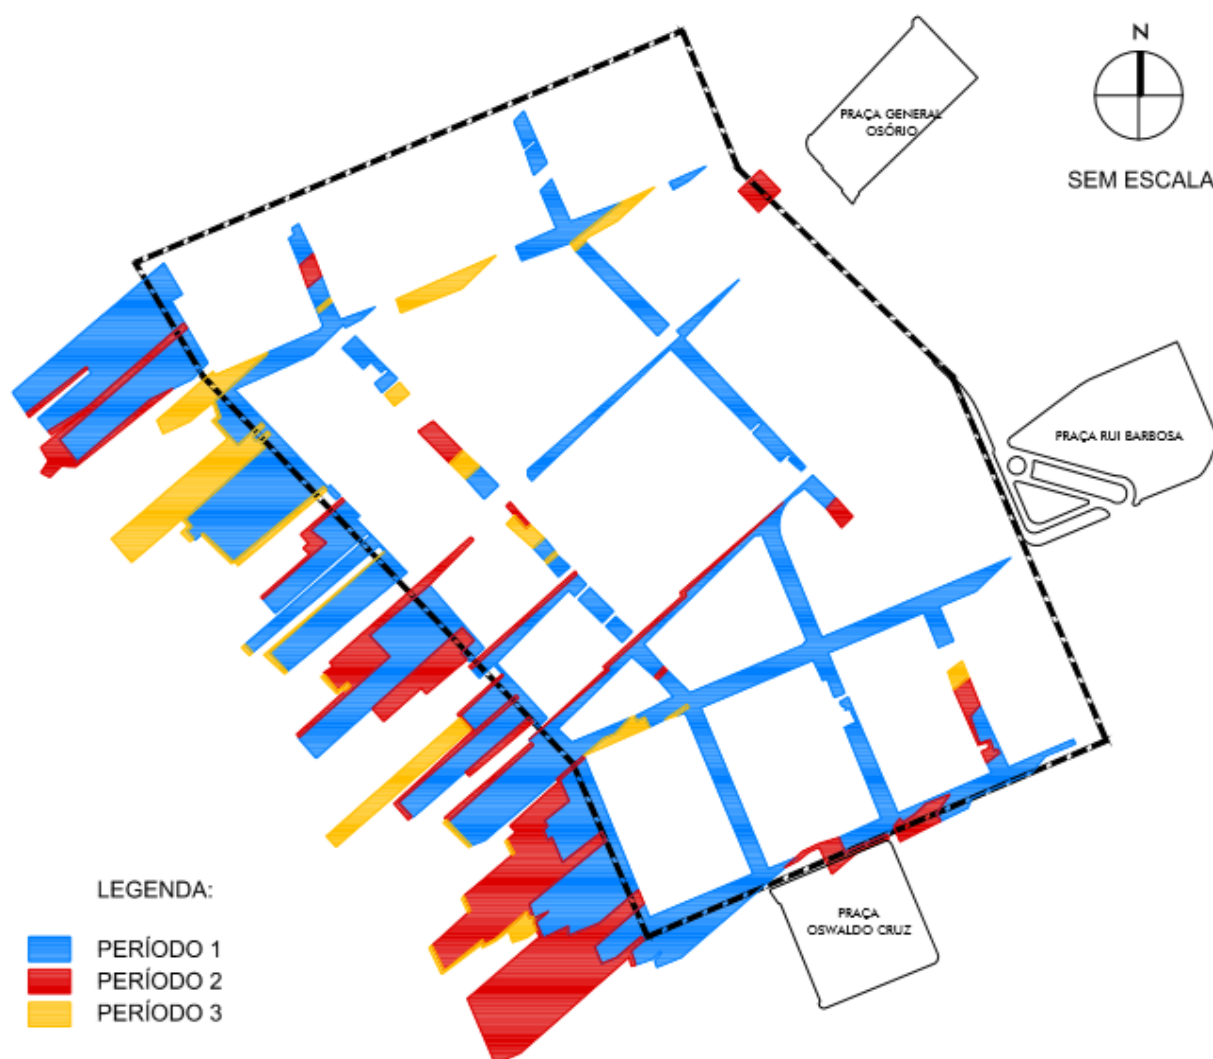 N
PRAÇA GENERAL
OSÓRIO
SEM ESCALA
PRAÇA RUI BARBOSA
LEGENDA:
PERÍODO 1
PERÍODO 2
PERÍODO 3
PRAÇA
OSWALDO CRUZ